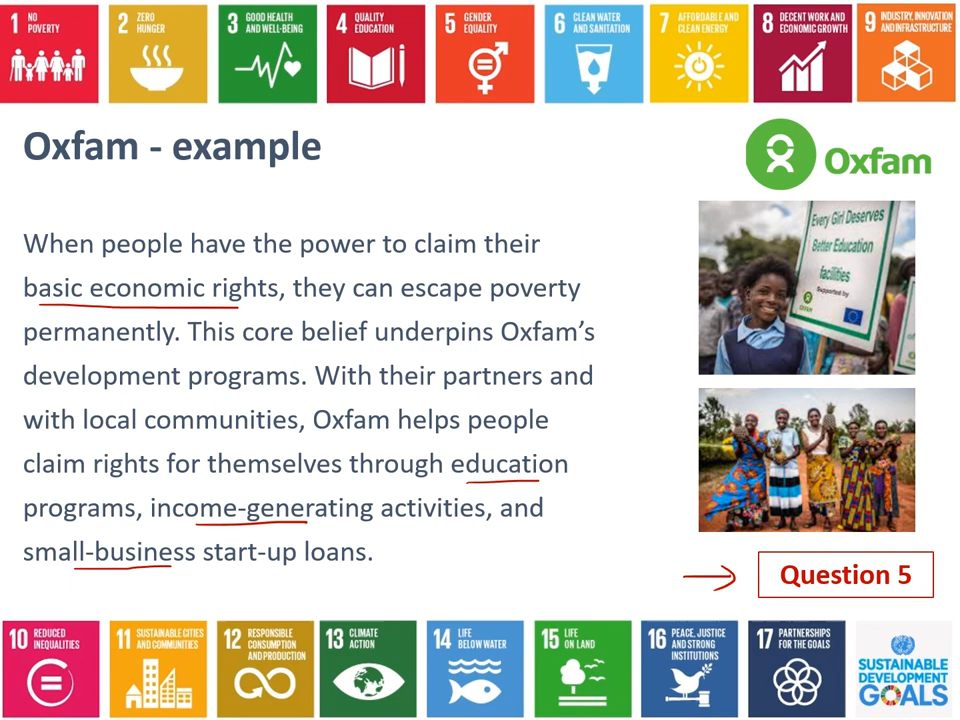 1 NO POVERTY
2 ZERO HUNGER
3 GOOD HEALTH AND WELL-BEING
4 QUALITY EDUCATION
5 GENDER EQUALITY
6 CLEAN WATER AND SANITATION
7 AFFORDABLE AND CLEAN ENERGY
8 DECENT WORK AND ECONOMIC GROWTH
9 INDUSTRY, INNOVATION AND INFRASTRUCTURE
Oxfam - example
Oxfam
When people have the power to claim their
basic economic rights, they can escape poverty
permanently. This core belief underpins Oxfam’s
development programs. With their partners and
with local communities, Oxfam helps people
claim rights for themselves through education
programs, income-generating activities, and
small-business start-up loans.
Every Girl Deserves
Better Education
facilities
Supported by
OXFAM
Question 5
10 REDUCED INEQUALITIES
11 SUSTAINABLE CITIES AND COMMUNITIES
12 RESPONSIBLE CONSUMPTION AND PRODUCTION
13 CLIMATE ACTION
14 LIFE BELOW WATER
15 LIFE ON LAND
16 PEACE, JUSTICE AND STRONG INSTITUTIONS
17 PARTNERSHIPS FOR THE GOALS
SUSTAINABLE
DEVELOPMENT
GOALS